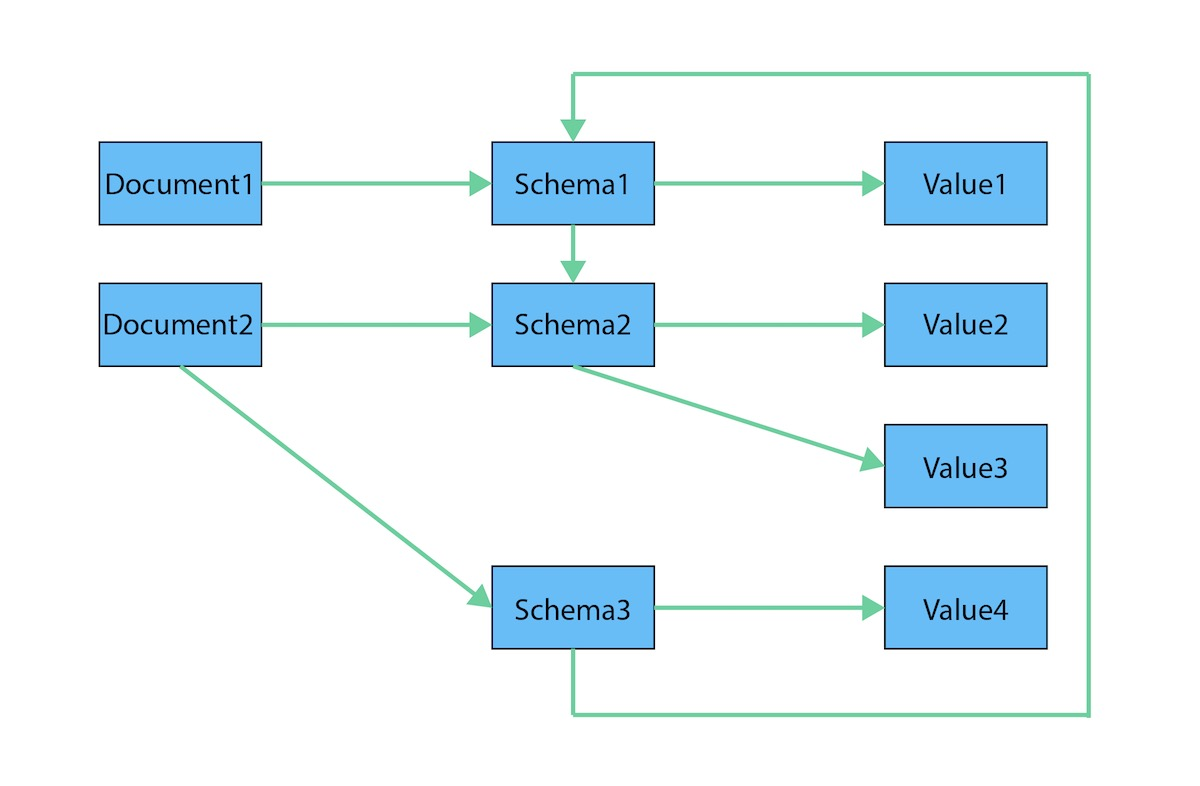 Document1
Schema1
Value1
Document2
Schema2
Value2
Value3
Schema3
Value4